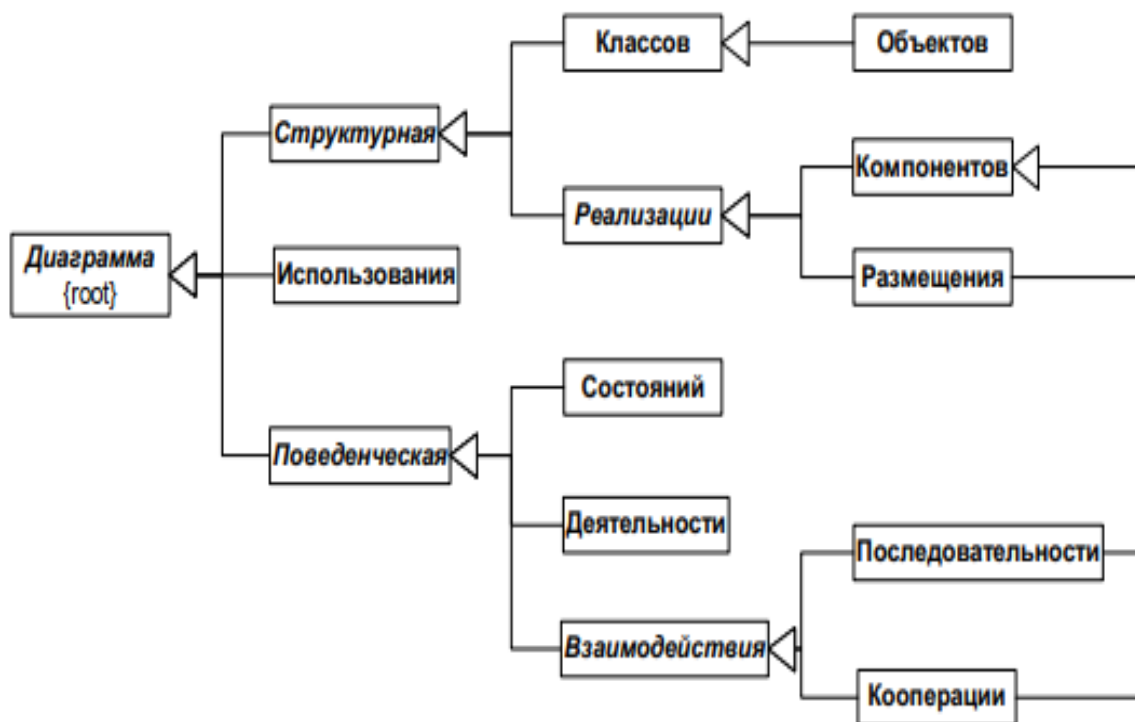 Классов
Объектов
Структурная
Компонентов
Реализации
Диаграмма
{root}
Использования
Размещения
Состояний
Поведенческая
Деятельности
Последовательности
Взаимодействия
Кооперации